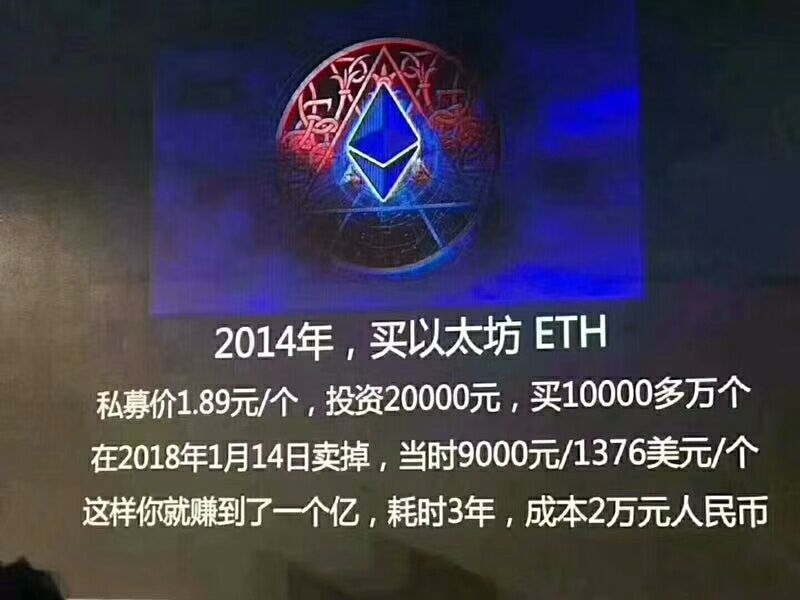 2014年，买以太坊 ETH
私募价1.89元/个，投资20000元，买10000多万个
在2018年1月14日卖掉，当时9000元/1376美元/个
这样你就赚到了一个亿，耗时3年，成本2万元人民币